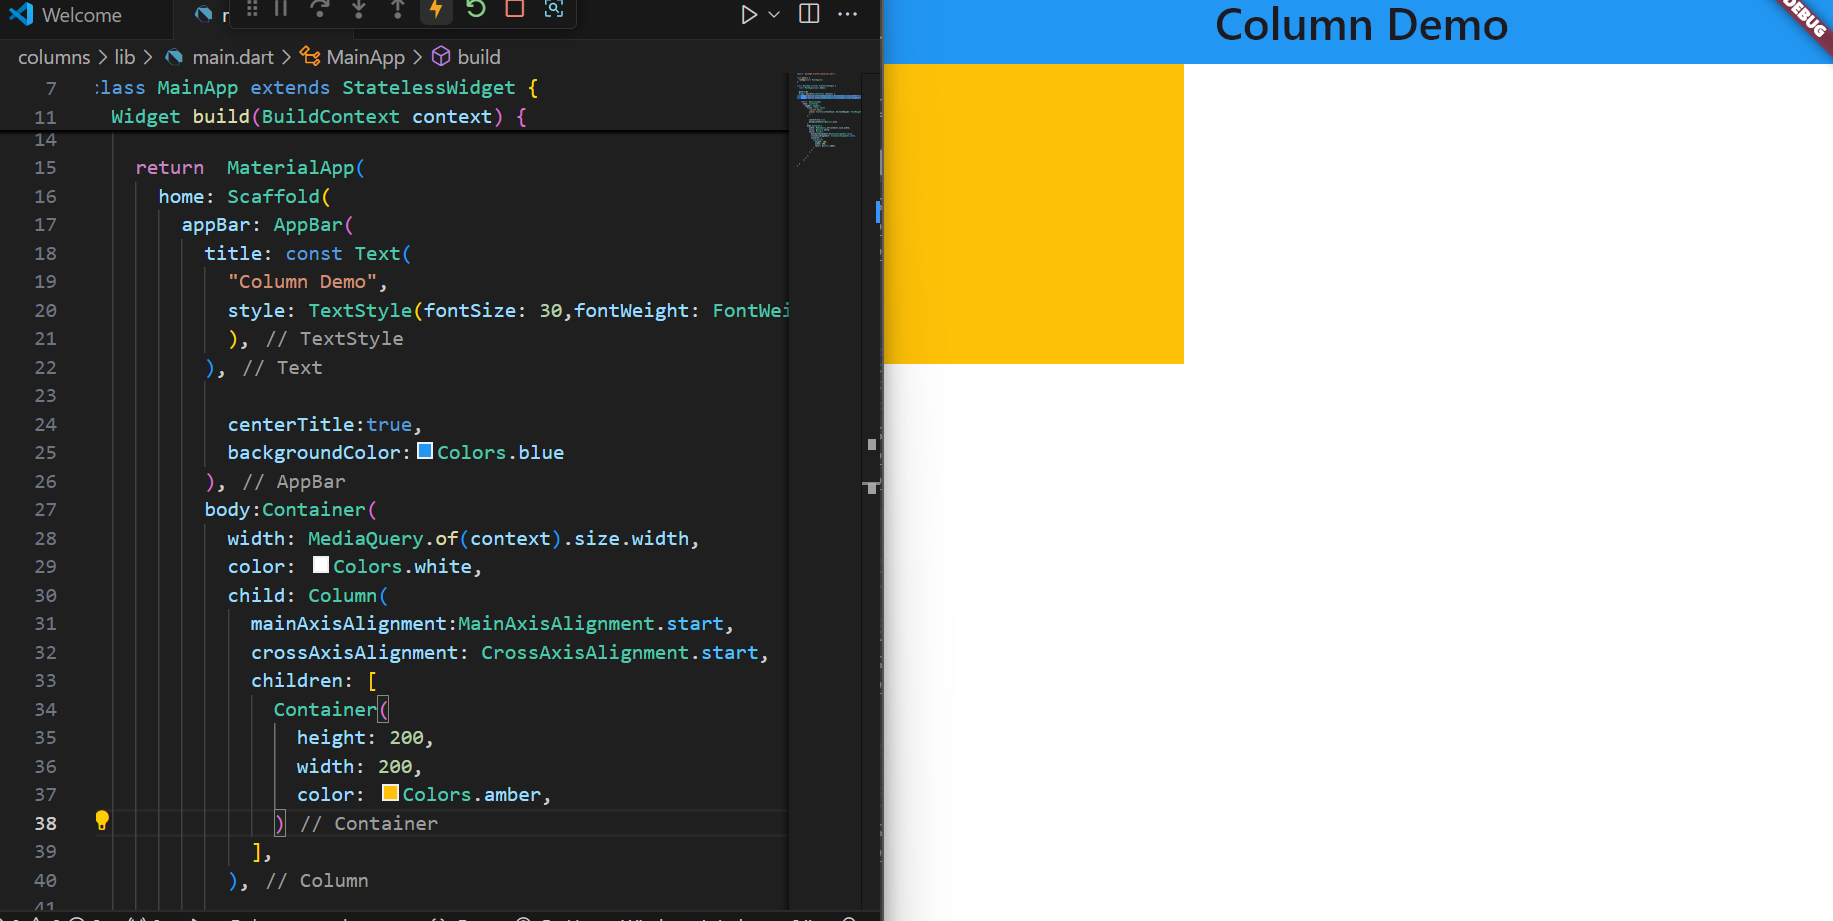 Welcome
columns > lib > main.dart > MainApp > build
7 class MainApp extends StatelessWidget {
11 Widget build(BuildContext context) {
14
15 return MaterialApp(
16 home: Scaffold(
17 appBar: AppBar(
18 title: const Text(
19 "Column Demo",
20 style: TextStyle(fontSize: 30,fontWeight: FontWei
21 ), // TextStyle
22 ), // Text
23
24 centerTitle:true,
25 backgroundColor: Colors.blue
26 ), // AppBar
27 body:Container(
28 width: MediaQuery.of(context).size.width,
29 color: Colors.white,
30 child: Column(
31 mainAxisAlignment:MainAxisAlignment.start,
32 crossAxisAlignment: CrossAxisAlignment.start,
33 children: [
34 Container(
35 height: 200,
36 width: 200,
37 color: Colors.amber,
38 ) // Container
39 ],
40 ), // Column
41
Column Demo
DEBUG